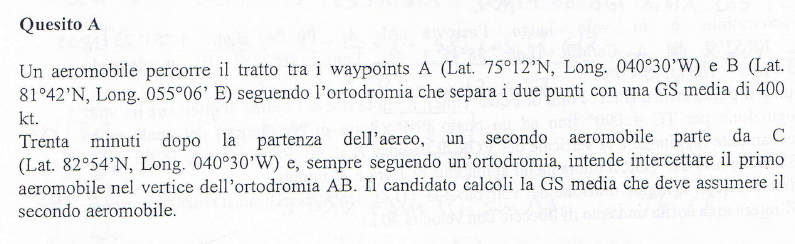 Quesito A
Un aeromobile percorre il tratto tra i waypoints A (Lat. 75°12'N, Long. 040°30'W) e B (Lat.
81°42'N, Long. 055°06' E) seguendo l'ortodromia che separa i due punti con una GS media di 400
kt.
Trenta minuti dopo la partenza dell'aereo, un secondo aeromobile parte da C
(Lat. 82°54'N, Long. 040°30'W) e, sempre seguendo un'ortodromia, intende intercettare il primo
aeromobile nel vertice dell'ortodromia AB. Il candidato calcoli la GS media che deve assumere il
secondo aeromobile.